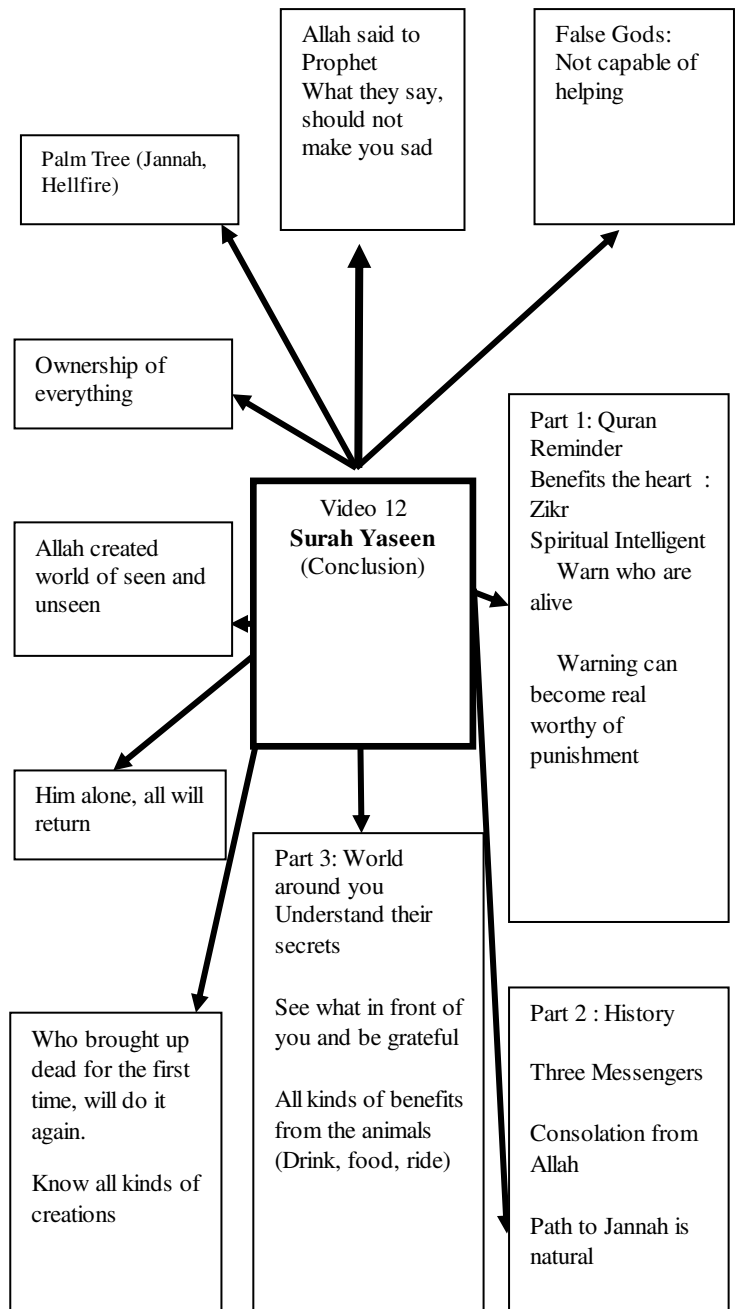 Allah said to
Prophet
What they say,
should not
make you sad
False Gods:
Not capable of
helping
Palm Tree (Jannah,
Hellfire)
Ownership of
everything
Part 1: Quran
Reminder
Benefits the heart :
Zikr
Spiritual Intelligent
Warn who are
alive
Warning can
become real
worthy of
punishment
Video 12
Surah Yaseen
(Conclusion)
Allah created
world of seen and
unseen
Him alone, all will
return
Part 3: World
around you
Understand their
secrets
See what in front of
you and be grateful
All kinds of benefits
from the animals
(Drink, food, ride)
Who brought up
dead for the first
time, will do it
again.
Know all kinds of
creations
Part 2 : History
Three Messengers
Consolation from
Allah
Path to Jannah is
natural